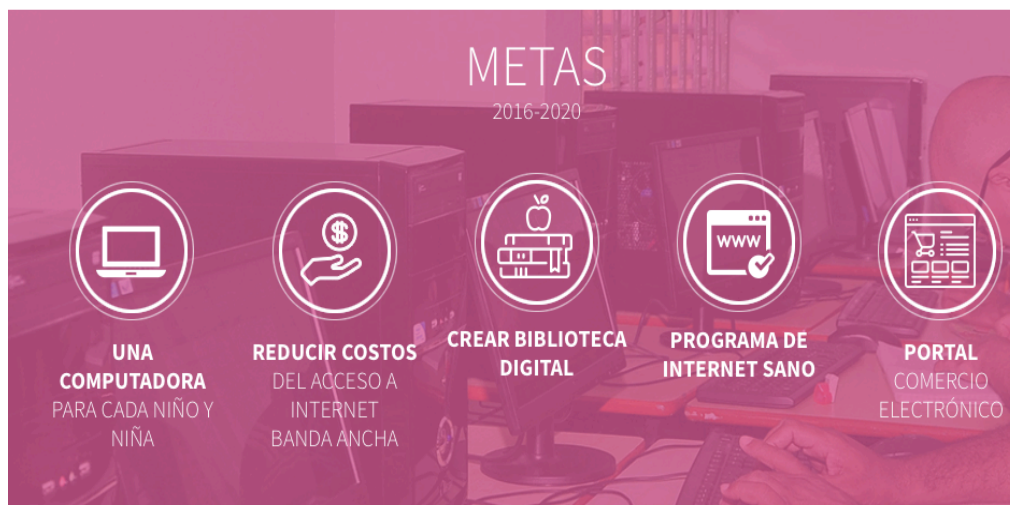 METAS
2016-2020
UNA
COMPUTADORA
PARA CADA NIÑO Y
NIÑA
REDUCIR COSTOS
DEL ACCESO A
INTERNET
BANDA ANCHA
CREAR BIBLIOTECA
DIGITAL
WWW
PROGRAMA DE
INTERNET SANO
PORTAL
COMERCIO
ELECTRÓNICO